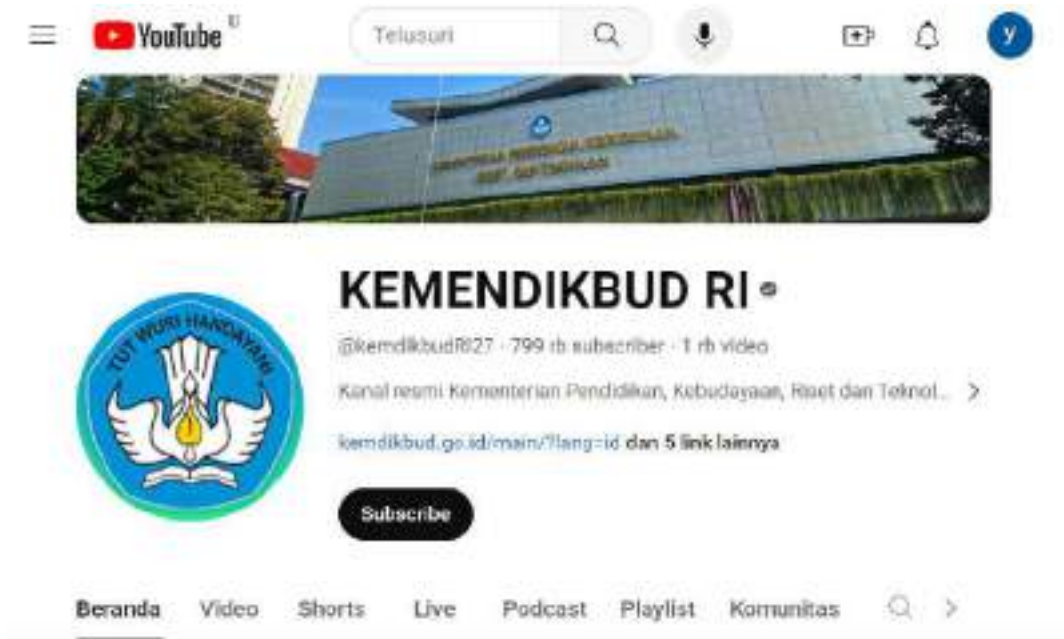 YouTube ID
Telusuri
y
KEMENDIKBUD RI
TUT WURI HANDAYANI
@kemdikbudRI27 · 799 rb subscriber · 1 rb video
Kanal resmi Kementerian Pendidikan, Kebudayaan, Riset dan Teknol...
kemdikbud.go.id/main/?lang=id dan 5 link lainnya
Subscribe
Beranda Video Shorts Live Podcast Playlist Komunitas